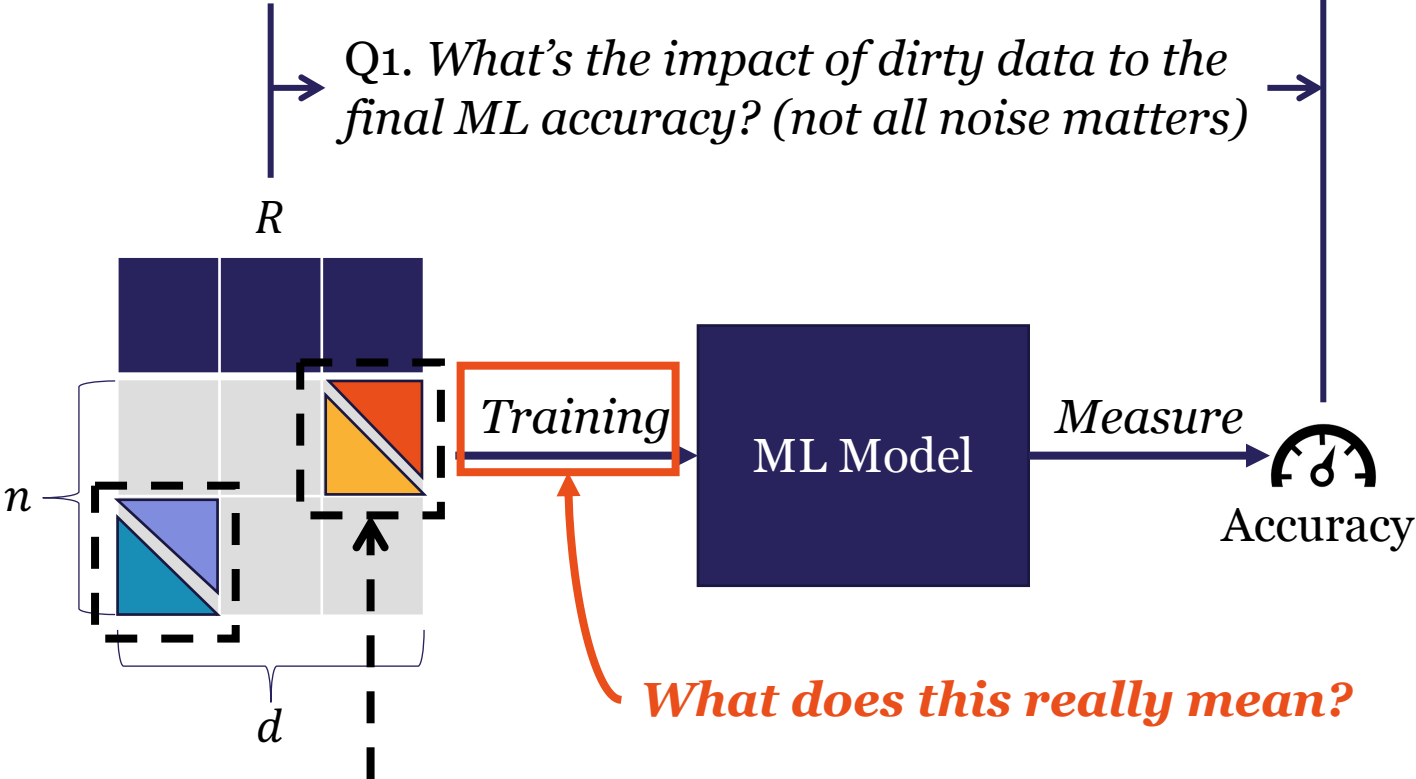 Q1. What's the impact of dirty data to the
final ML accuracy? (not all noise matters)
R
Training
ML Model
Measure
n
Accuracy
What does this really mean?
d